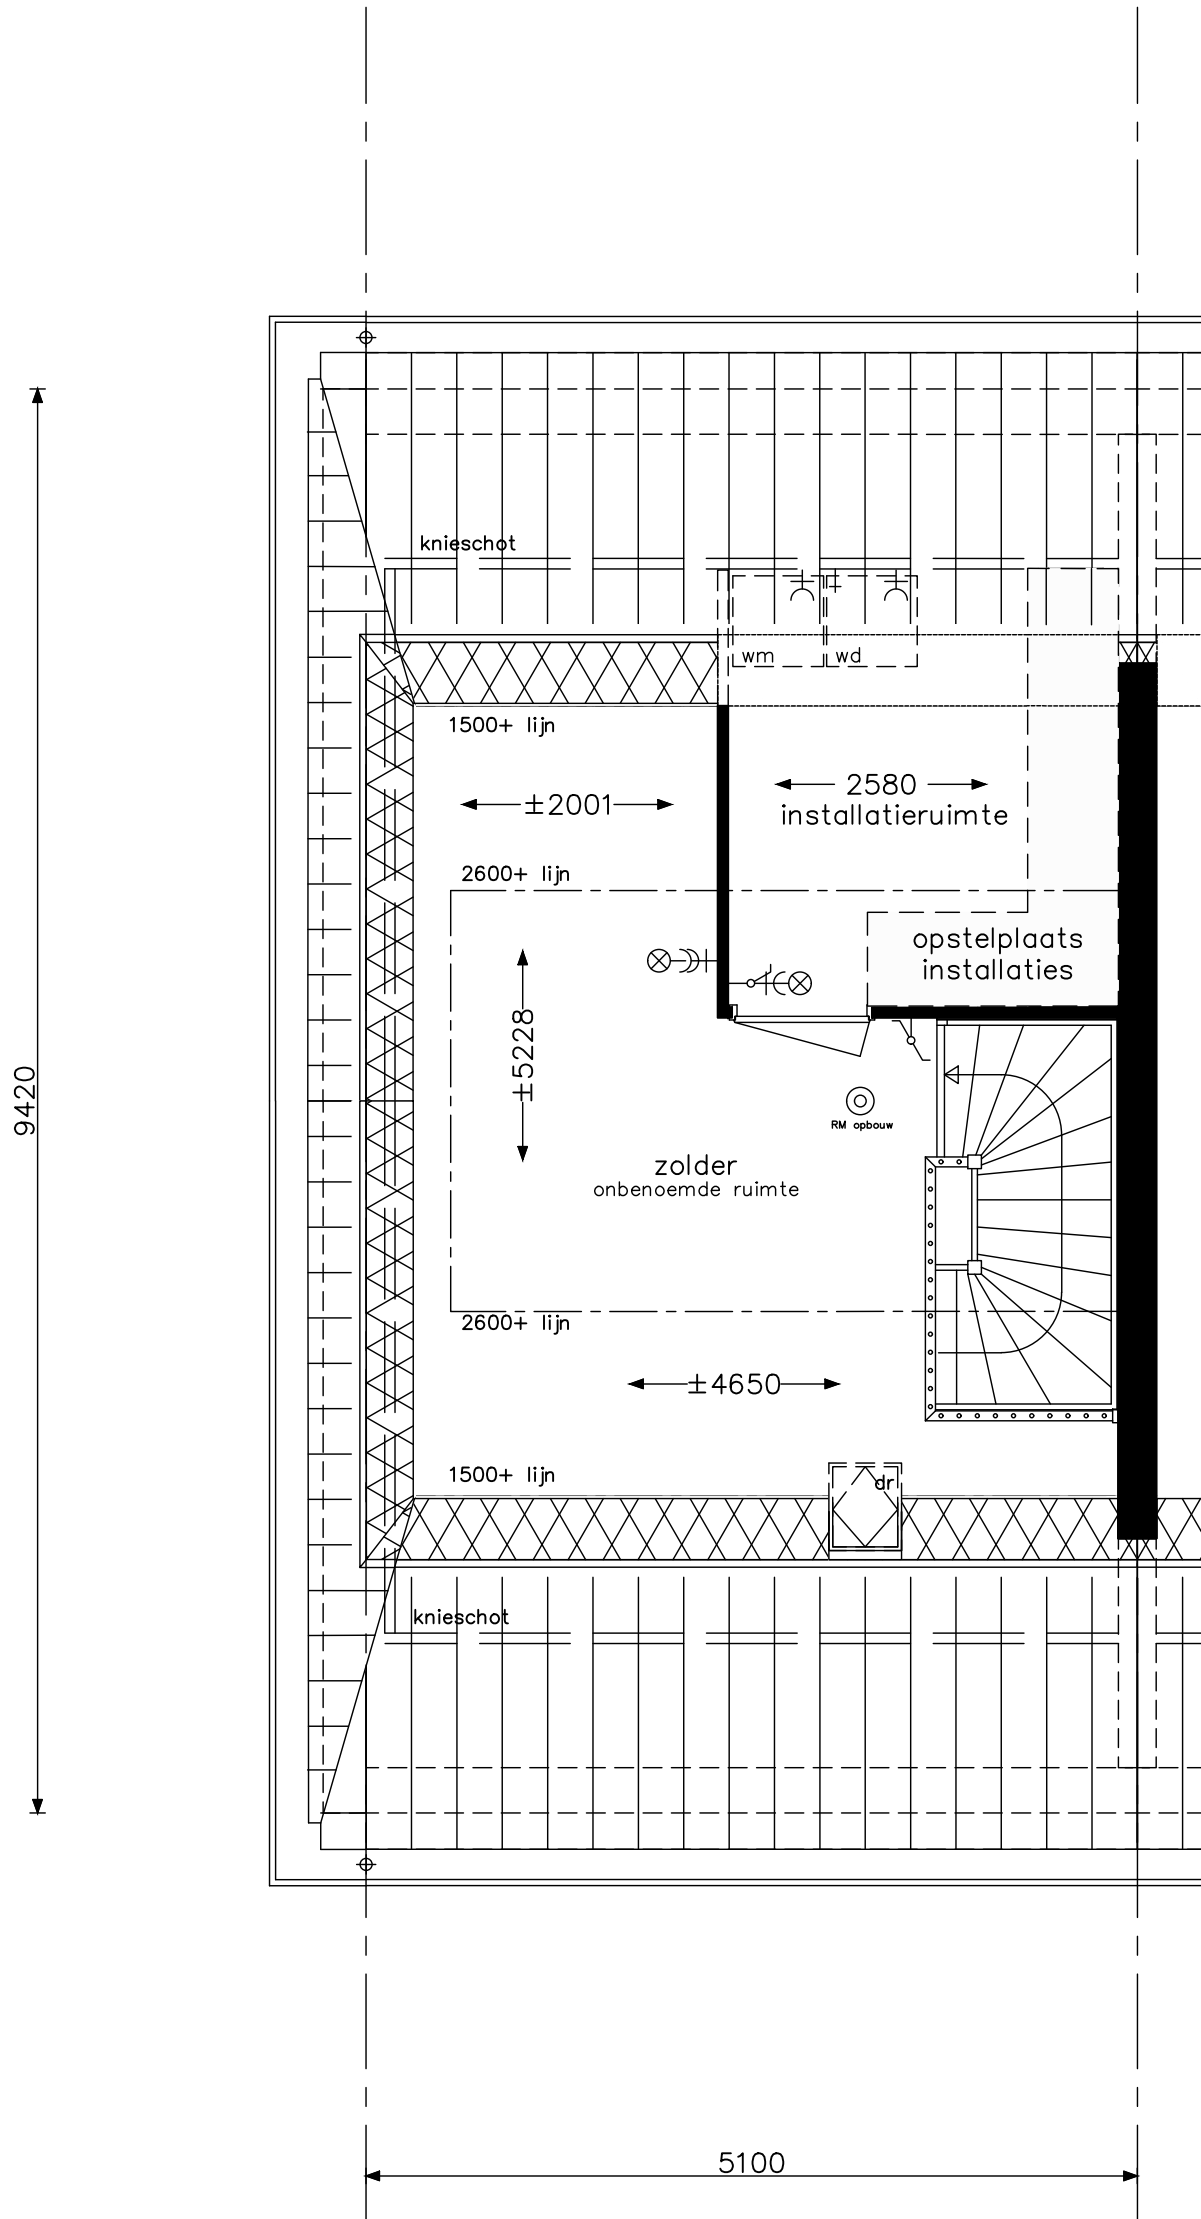 knieschot
wm
wd
1500+ lijn
±2001
2580
installatieruimte
2600+ lijn
opstelplaats
installaties
±5228
9420
RM opbouw
zolder
onbenoemde ruimte
2600+ lijn
±4650
1500+ lijn
dr
knieschot
5100